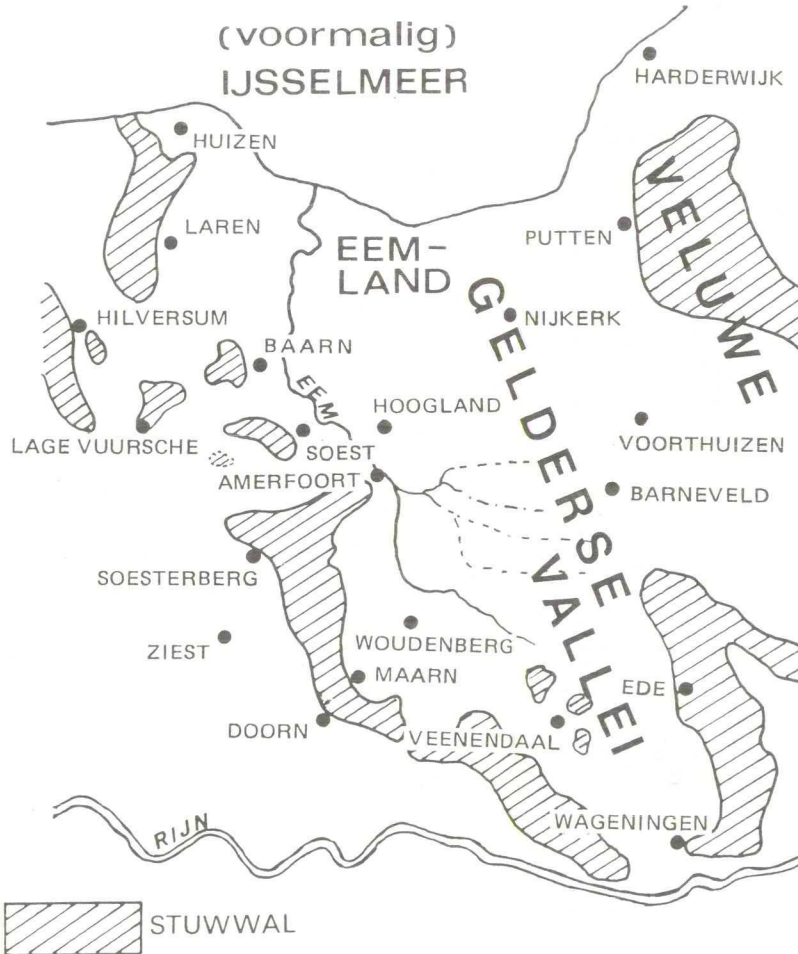 (voormalig)
IJSSELMEER
HARDERWIJK
HUIZEN
VELUWE
LAREN
PUTTEN
EEM-
LAND
HILVERSUM
GELDERSE
VALLEI
NIJKERK
BAARN
EEM
HOOGLAND
LAGE VUURSCHE
SOEST
VOORTHUIZEN
AMERFOORT
BARNEVELD
SOESTERBERG
ZIEST
WOUDENBERG
MAARN
EDE
DOORN
VEENENDAAL
RIJN
WAGENINGEN
STUWWAL